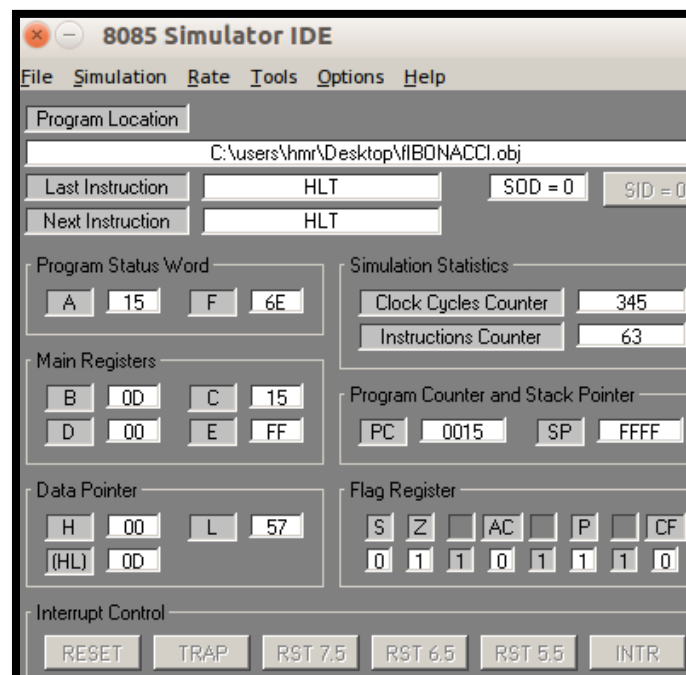 8085 Simulator IDE
File Simulation Rate Tools Options Help
Program Location
C:\users\hmr\Desktop\fIBONACCI.obj
Last Instruction HLT SOD = 0 SID = 0
Next Instruction HLT
Program Status Word
A 15 F 6E
Simulation Statistics
Clock Cycles Counter 345
Instructions Counter 63
Main Registers
B 0D C 15
D 00 E FF
Program Counter and Stack Pointer
PC 0015 SP FFFF
Data Pointer
H 00 L 57
(HL) 0D
Flag Register
S Z AC P CF
0 1 1 0 1 1 1 0
Interrupt Control
RESET TRAP RST 7.5 RST 6.5 RST 5.5 INTR